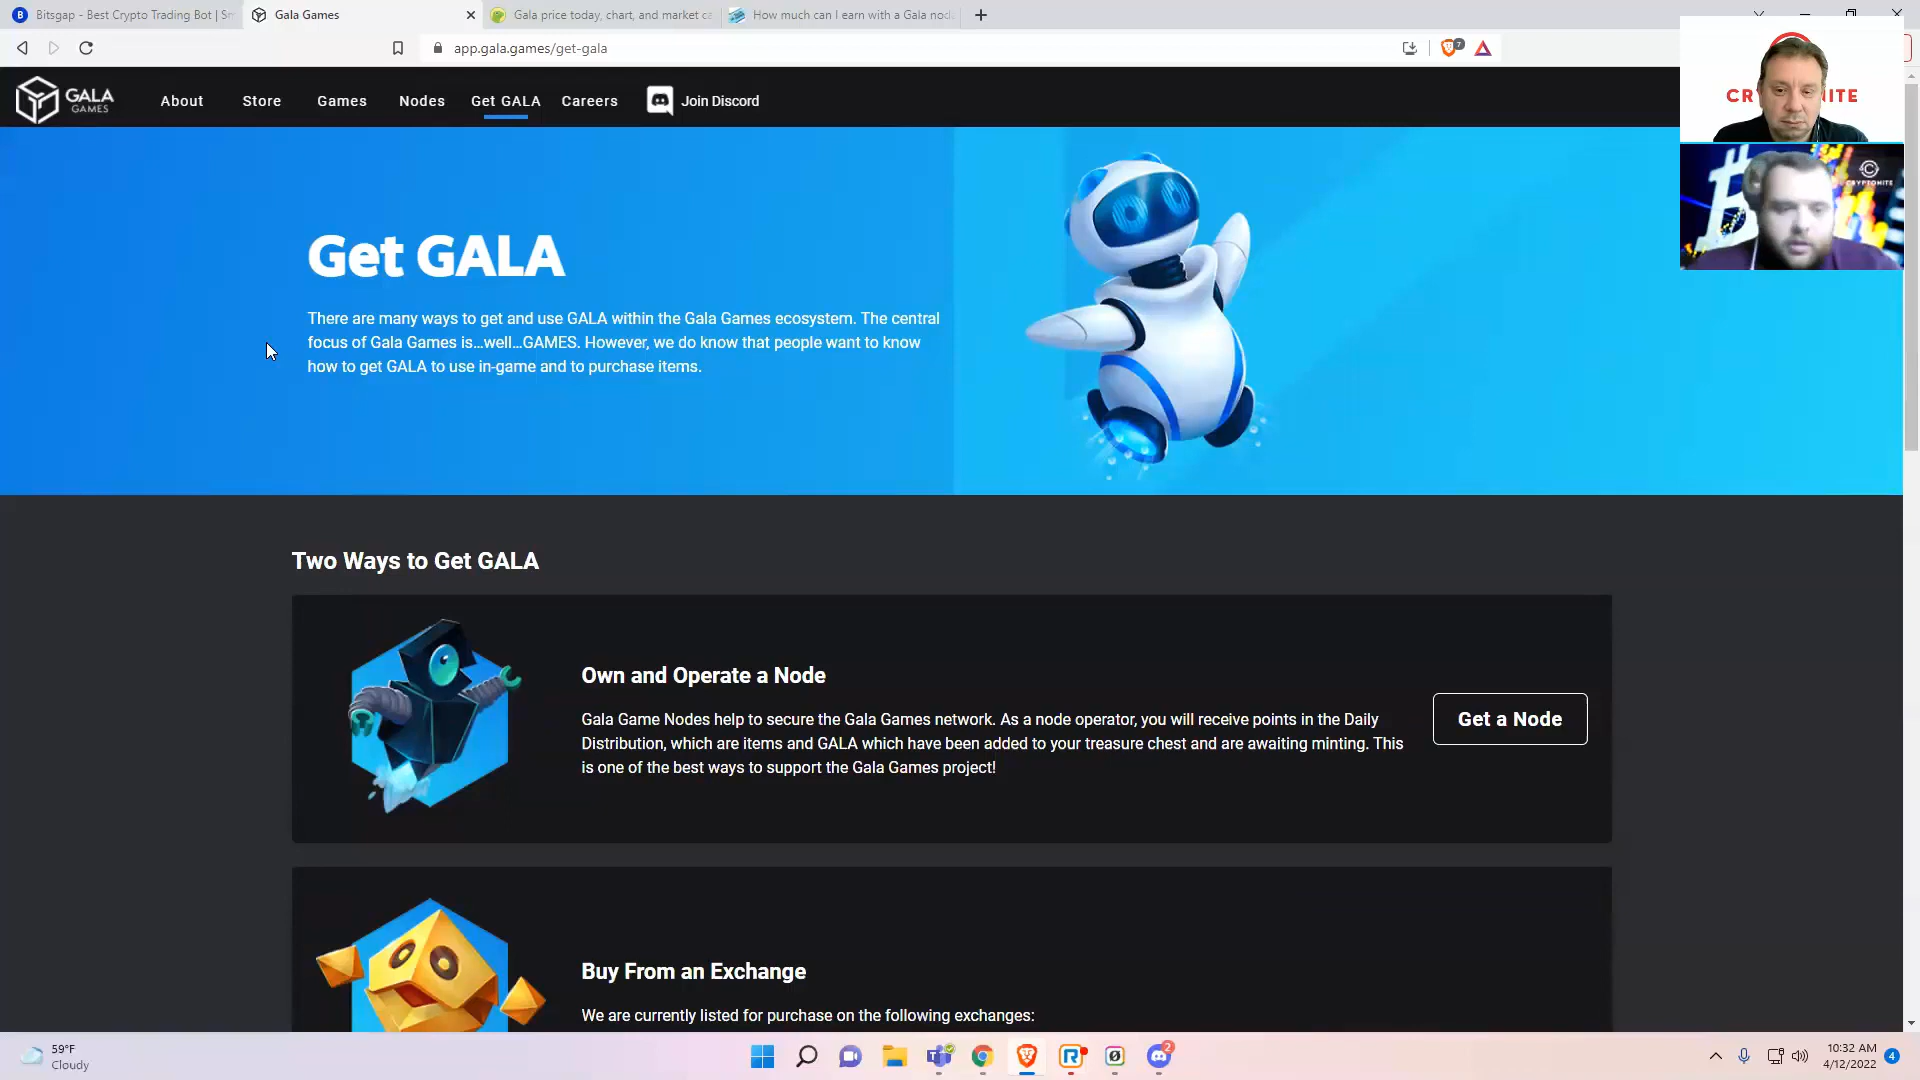 Bitsgap - Best Crypto Trading Bot | Sm
Gala Games
Gala price today, chart, and market ca
How much can I earn with a Gala node
app.gala.games/get-gala
7
GALA
GAMES
About
Store
Games
Nodes
Get GALA
Careers
Join Discord
CR
ITE
CRYPTONITE
Get GALA
There are many ways to get and use GALA within the Gala Games ecosystem. The central
focus of Gala Games is...well...GAMES. However, we do know that people want to know
how to get GALA to use in-game and to purchase items.
Two Ways to Get GALA
Own and Operate a Node
Gala Game Nodes help to secure the Gala Games network. As a node operator, you will receive points in the Daily
Distribution, which are items and GALA which have been added to your treasure chest and are awaiting minting. This
is one of the best ways to support the Gala Games project!
Get a Node
Buy From an Exchange
We are currently listed for purchase on the following exchanges:
59°F
Cloudy
2
10:32 AM
4/12/2022
4